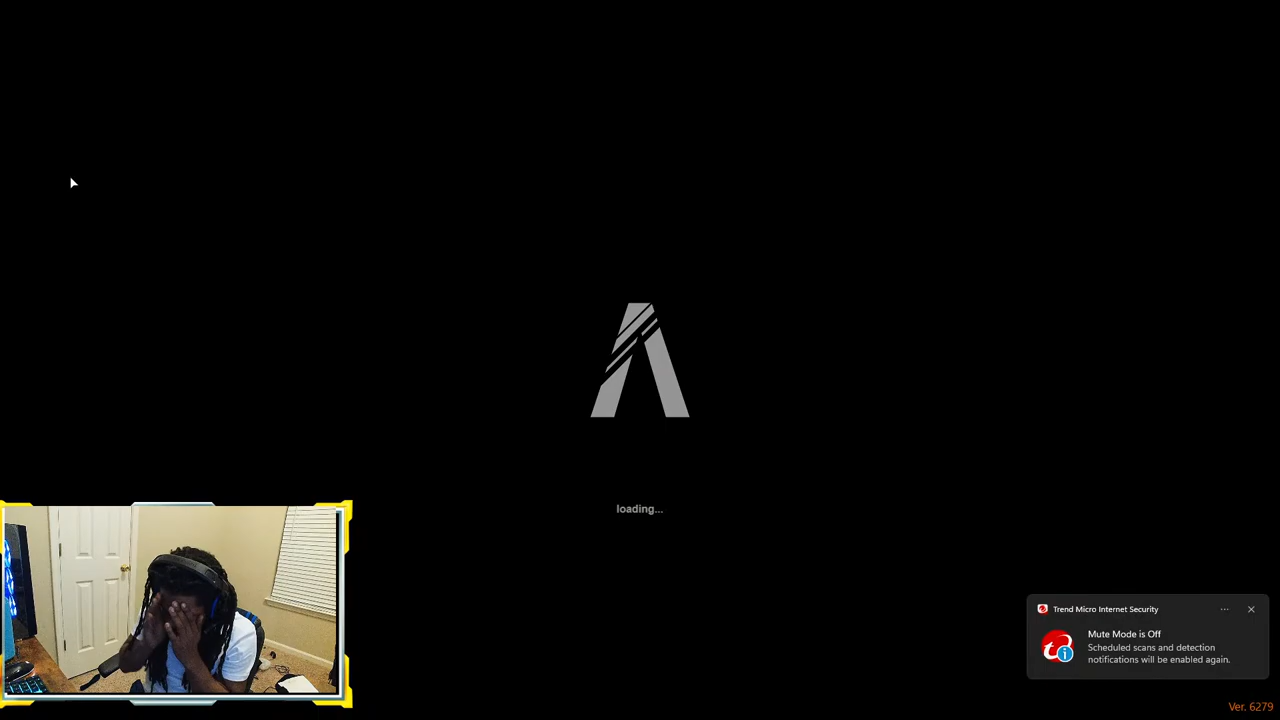 loading...
Trend Micro Internet Security
Mute Mode is Off
Scheduled scans and detection
notifications will be enabled again.
Ver. 6279